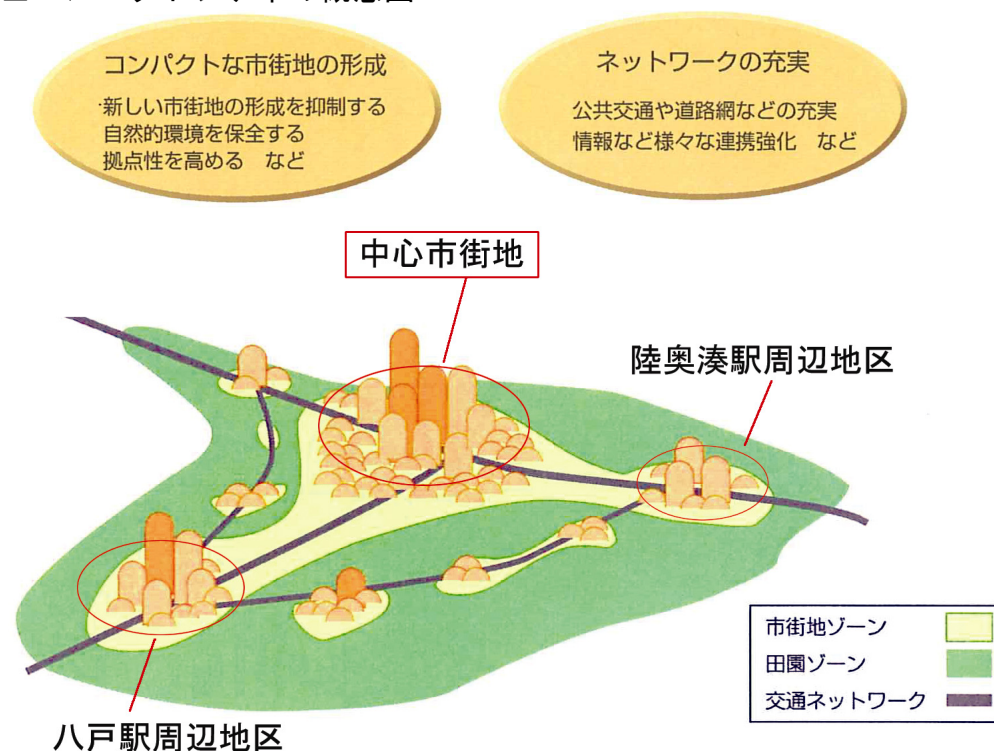 コンパクトな市街地の形成
・新しい市街地の形成を抑制する
自然的環境を保全する
拠点性を高める など
ネットワークの充実
公共交通や道路網などの充実
情報など様々な連携強化 など
中心市街地
陸奥湊駅周辺地区
八戸駅周辺地区
市街地ゾーン
田園ゾーン
交通ネットワーク